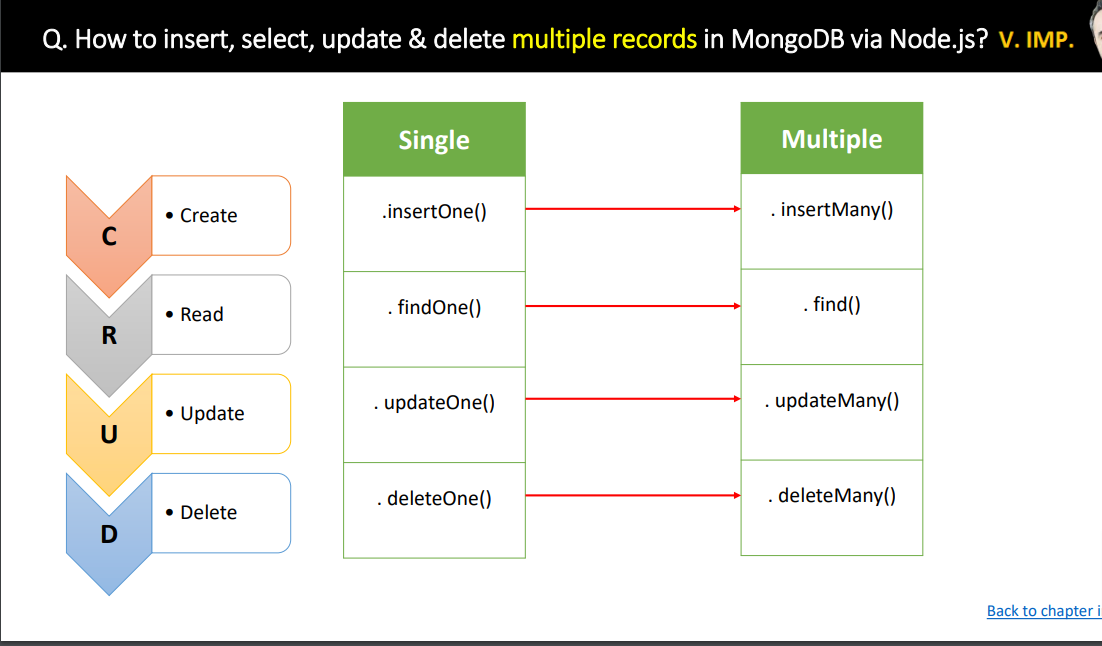 Q. How to insert, select, update & delete multiple records in MongoDB via Node.js? V. IMP.
Single
Multiple
C
• Create
.insertOne()
. insertMany()
R
• Read
. findOne()
. find()
U
• Update
. updateOne()
. updateMany()
D
• Delete
. deleteOne()
. deleteMany()
Back to chapter i